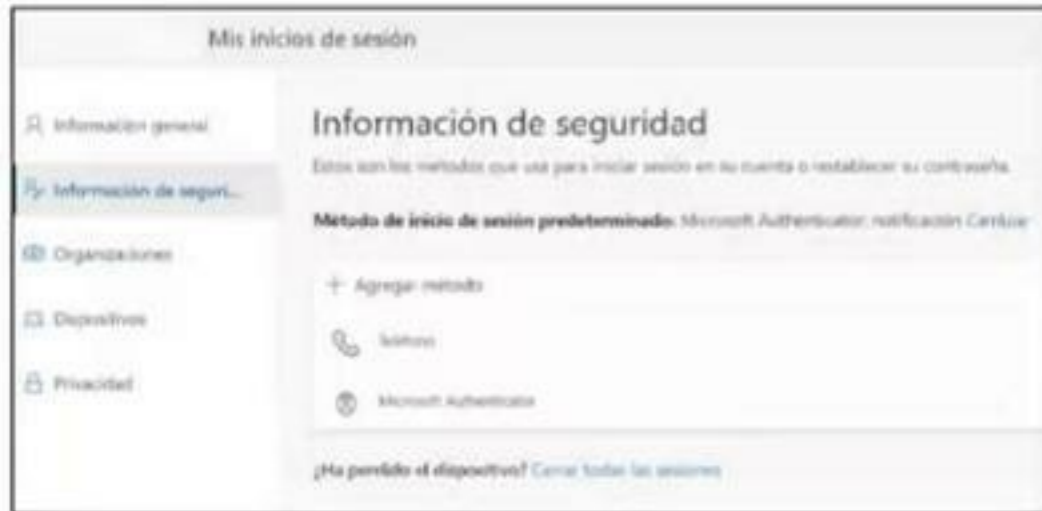 Mis inicios de sesión
Información general
Información de seguri...
Organizaciones
Dispositivos
Privacidad
Información de seguridad
Estos son los métodos que usa para iniciar sesión en su cuenta o restablecer su contraseña.
Método de inicio de sesión predeterminado: Microsoft Authenticator: notificación Cambiar
+ Agregar método
Teléfono
Microsoft Authenticator
¿Ha perdido el dispositivo? Cerrar todas las sesiones